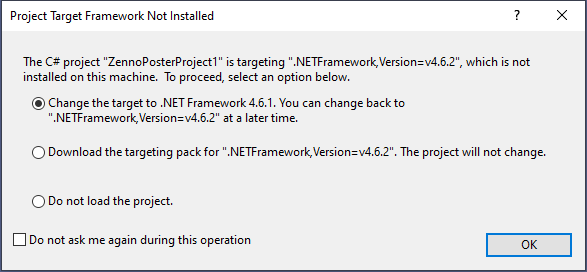 Project Target Framework Not Installed
The C# project "ZennoPosterProject1" is targeting ".NETFramework,Version=v4.6.2", which is not
installed on this machine. To proceed, select an option below.
Change the target to .NET Framework 4.6.1. You can change back to
".NETFramework,Version=v4.6.2" at a later time.
Download the targeting pack for ".NETFramework,Version=v4.6.2". The project will not change.
Do not load the project.
Do not ask me again during this operation
OK